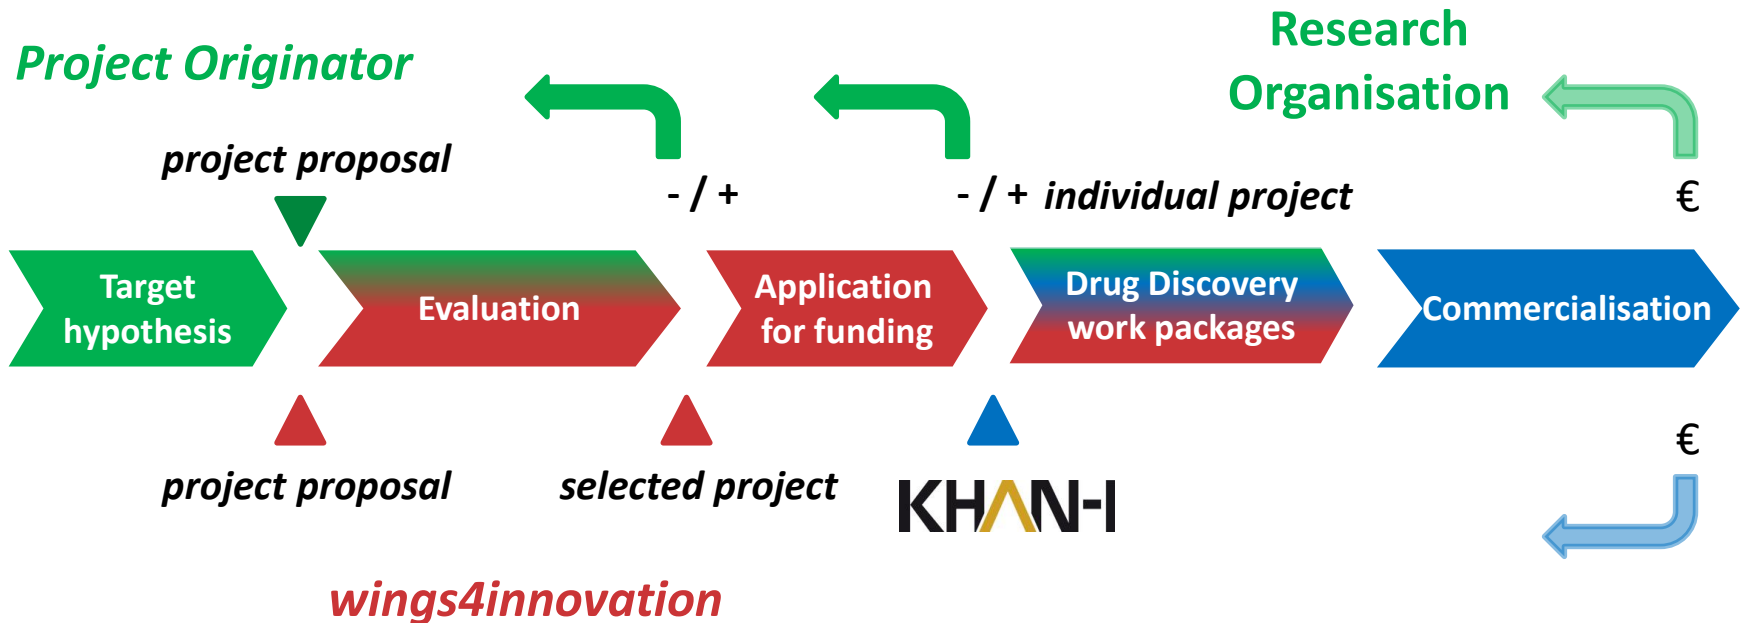 Research
Organisation
Project Originator
project proposal
- / +
- / + individual project
€
Target
hypothesis
Evaluation
Application
for funding
Drug Discovery
work packages
Commercialisation
€
project proposal
selected project
KHAN-I
wings4innovation